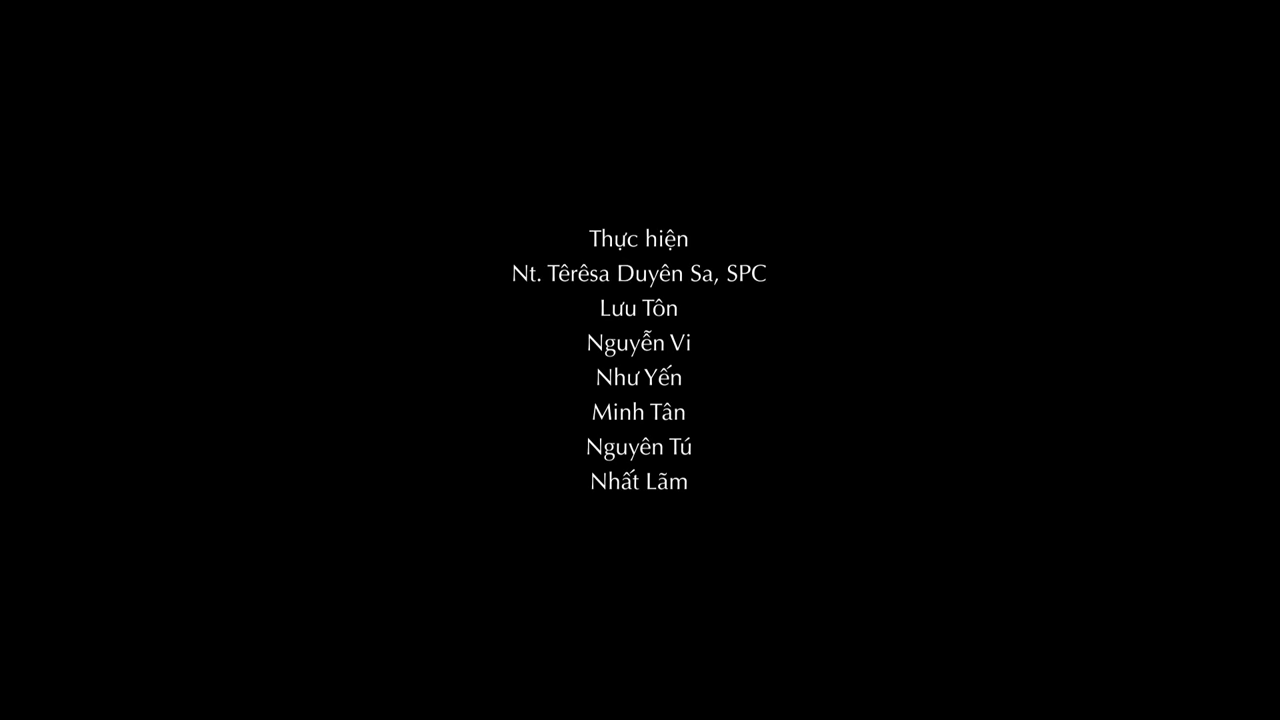 Thực hiện
Nt. Têrêsa Duyên Sa, SPC
Lưu Tôn
Nguyễn Vi
Như Yến
Minh Tân
Nguyên Tú
Nhất Lãm